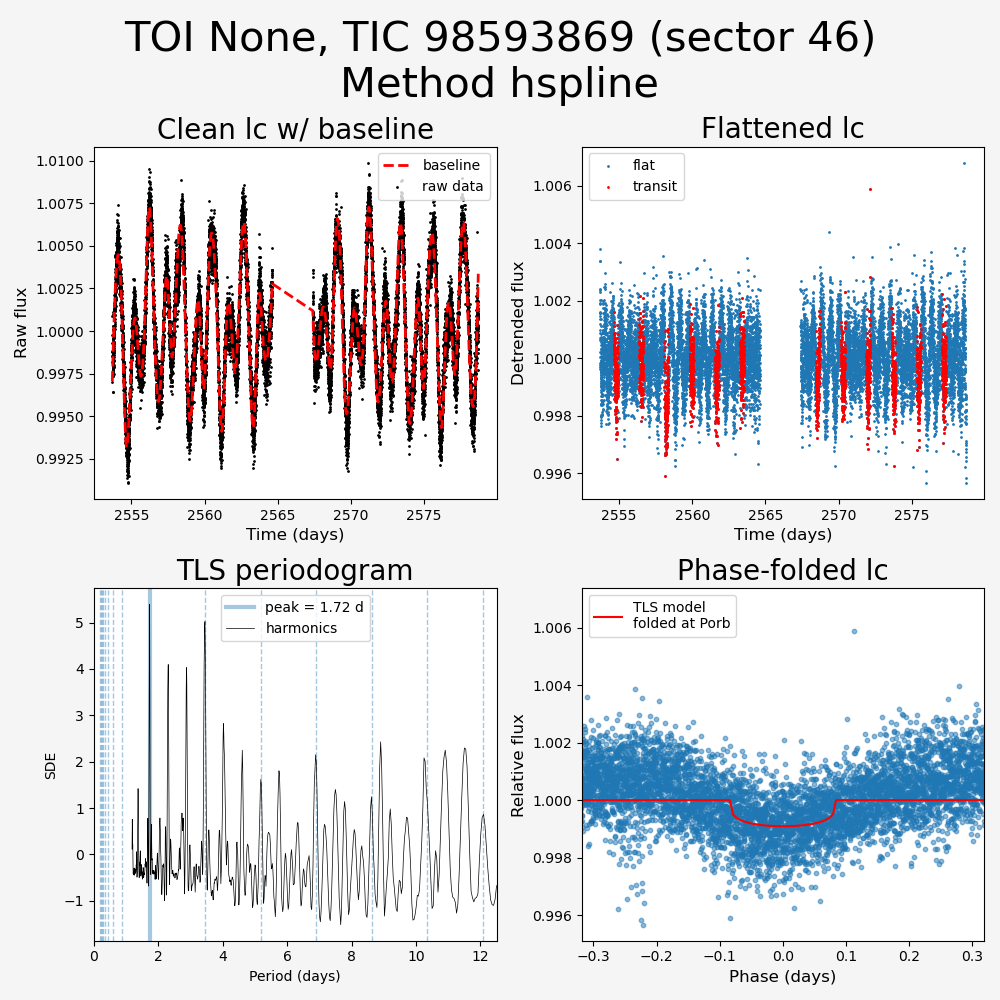 TOI None, TIC 98593869 (sector 46)
Method hspline
Clean lc w/ baseline
Raw flux
1.0100
1.0075
1.0050
1.0025
1.0000
0.9975
0.9950
0.9925
baseline
raw data
2555
2560
2565
2570
2575
Time (days)
Flattened lc
Detrended flux
1.006
1.004
1.002
1.000
0.998
0.996
flat
transit
2555
2560
2565
2570
2575
Time (days)
TLS periodogram
SDE
5
4
3
2
1
0
−1
peak = 1.72 d
harmonics
0
2
4
6
8
10
12
Period (days)
Phase-folded lc
Relative flux
1.006
1.004
1.002
1.000
0.998
0.996
TLS model
folded at Porb
−0.3
−0.2
−0.1
0.0
0.1
0.2
0.3
Phase (days)